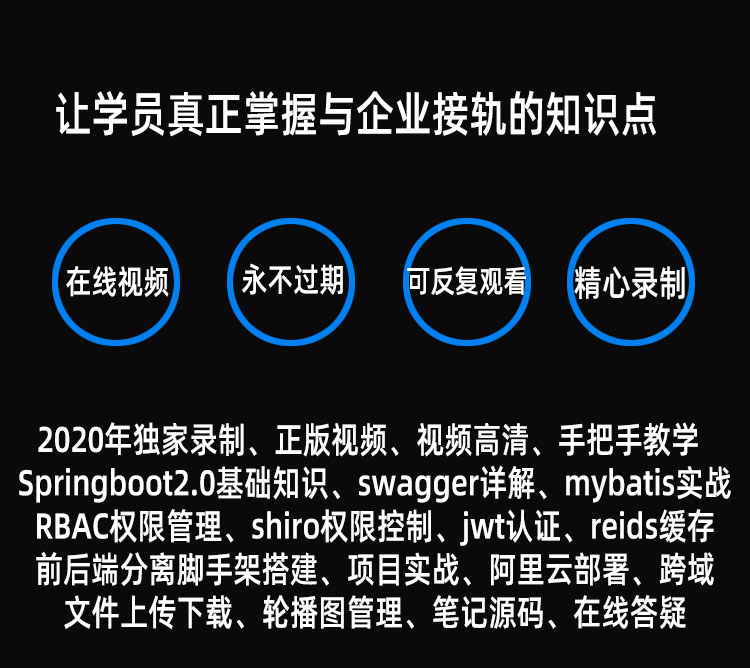 让学员真正掌握与企业接轨的知识点
在线视频
永不过期
可反复观看
精心录制
2020年独家录制、正版视频、视频高清、手把手教学
Springboot2.0基础知识、swagger详解、mybatis实战
RBAC权限管理、shiro权限控制、jwt认证、reids缓存
前后端分离脚手架搭建、项目实战、阿里云部署、跨域
文件上传下载、轮播图管理、笔记源码、在线答疑